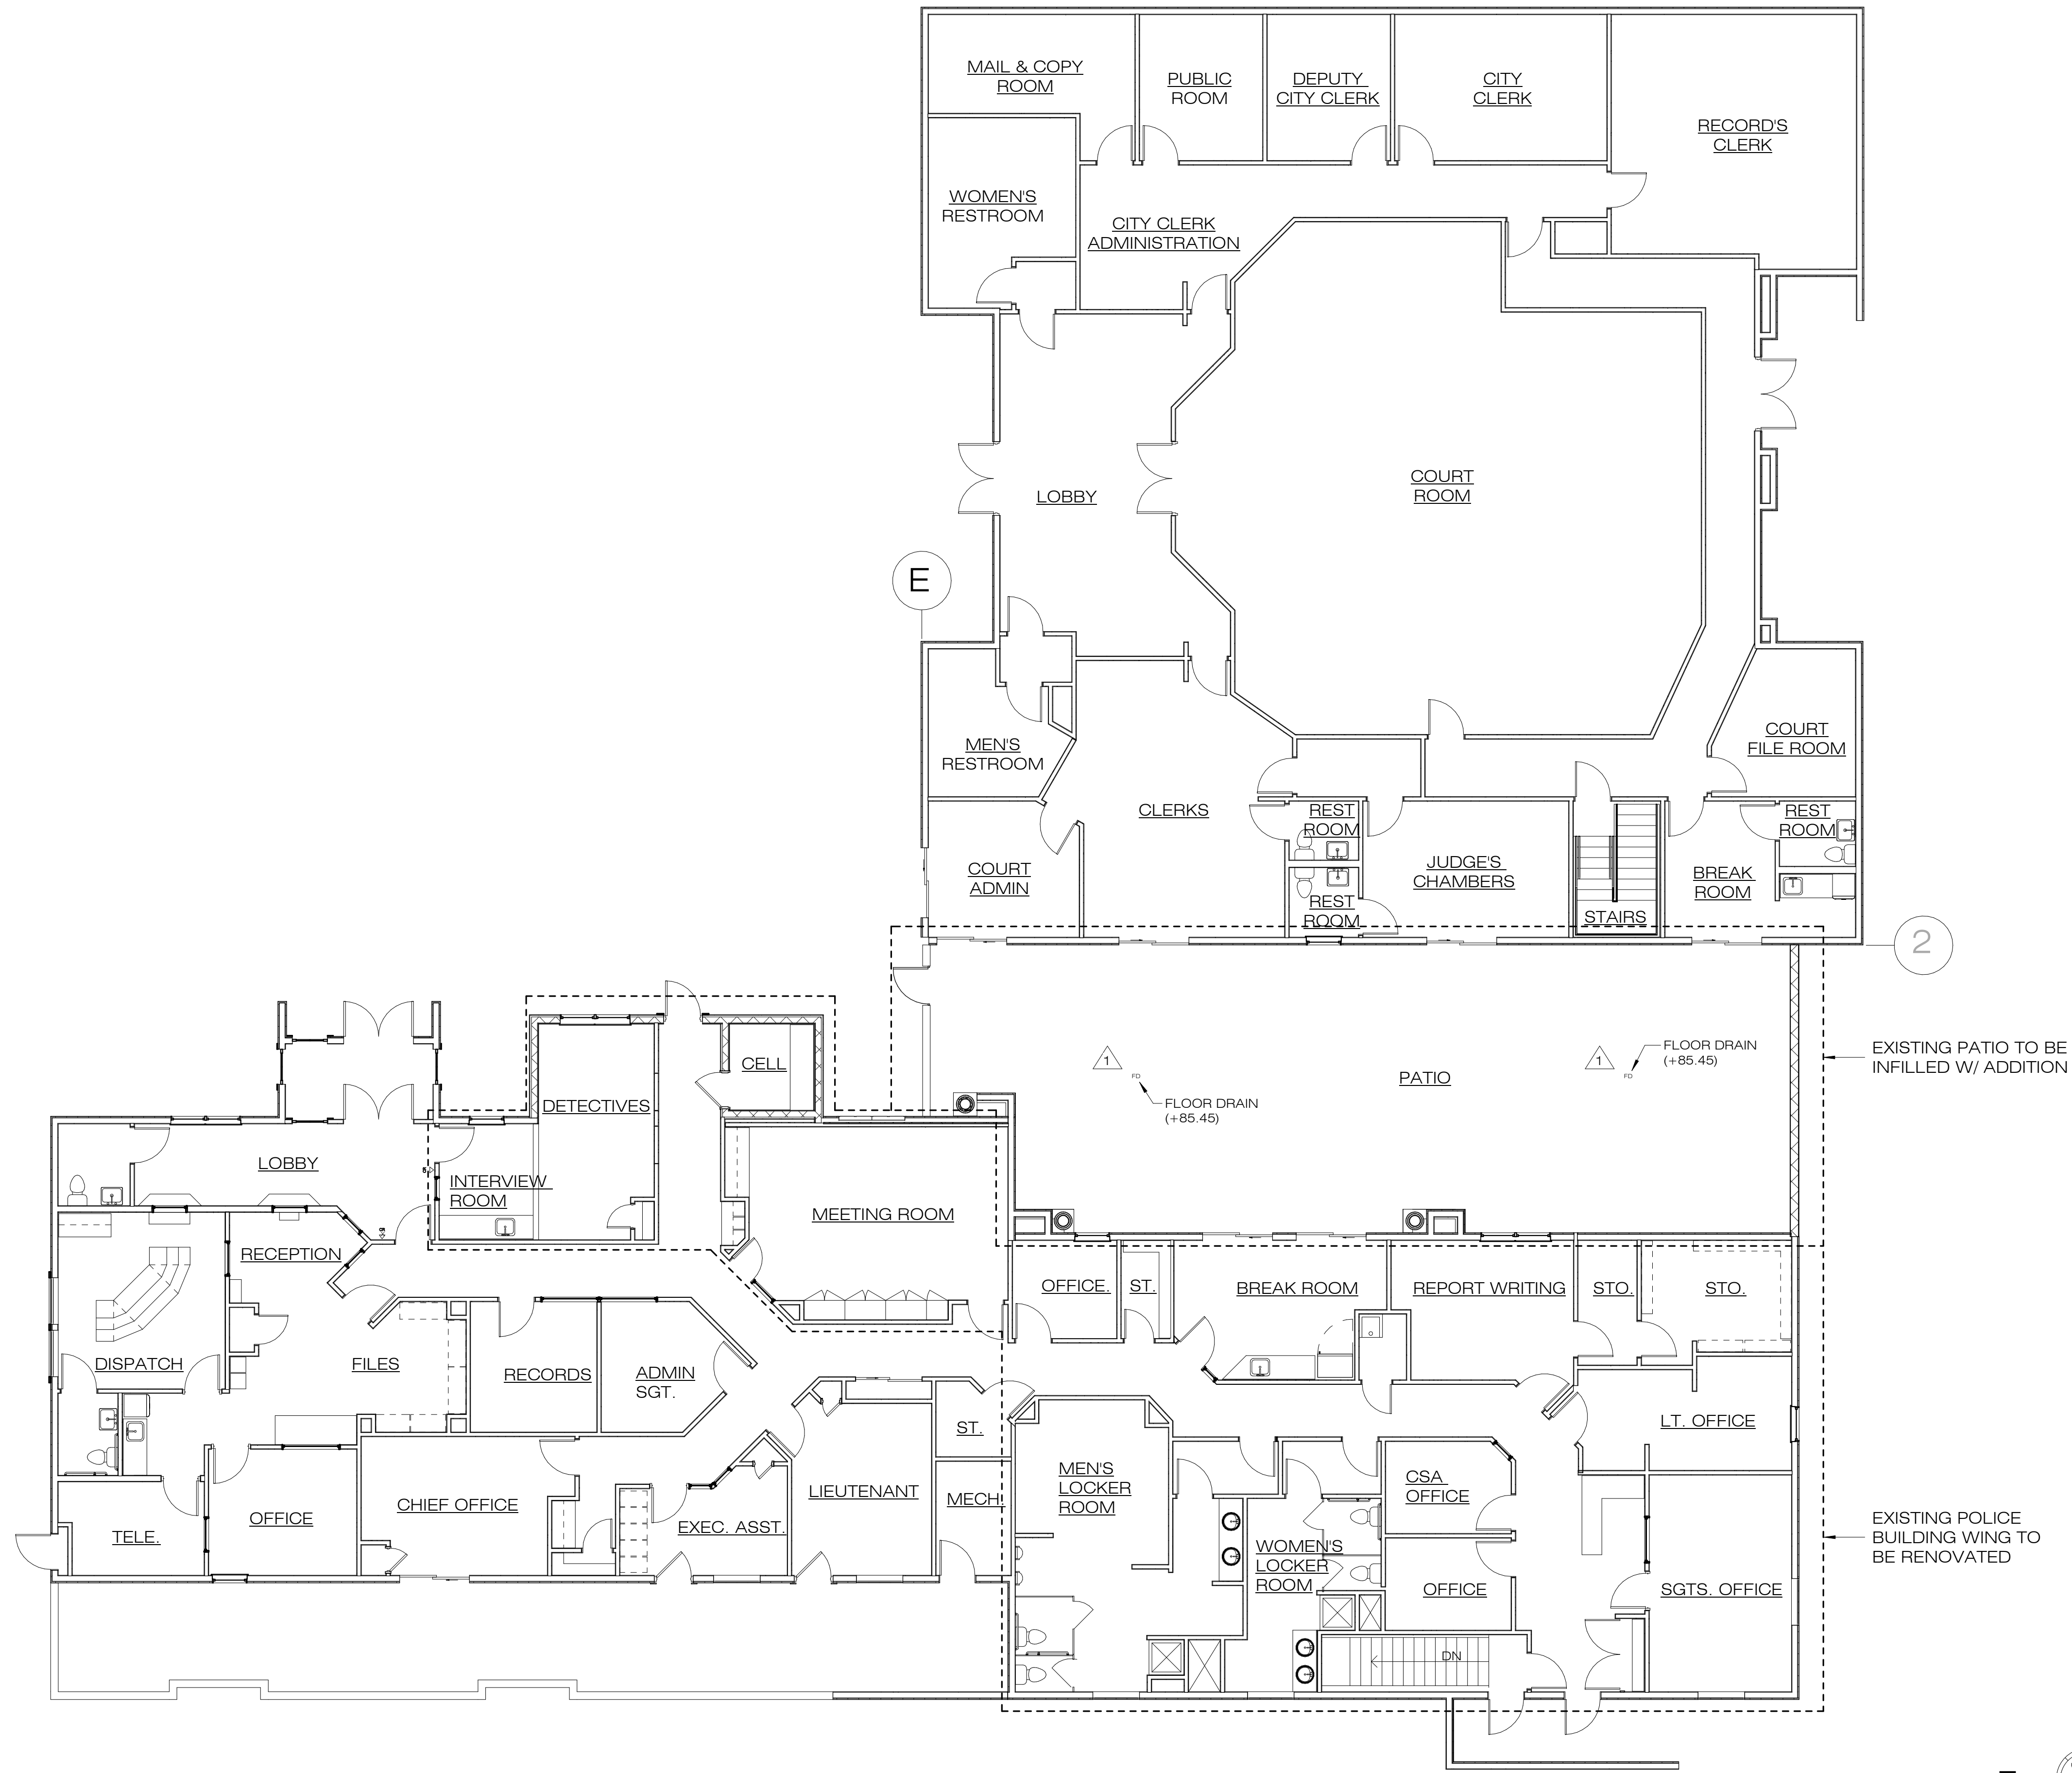 MAIL & COPY
ROOM
PUBLIC
ROOM
DEPUTY
CITY CLERK
CITY
CLERK
RECORD'S
CLERK
WOMEN'S
RESTROOM
CITY CLERK
ADMINISTRATION
LOBBY
COURT
ROOM
E
MEN'S
RESTROOM
COURT
FILE ROOM
CLERKS
REST
ROOM
REST
ROOM
COURT
ADMIN
JUDGE'S
CHAMBERS
BREAK
ROOM
REST
ROOM
STAIRS
2
CELL
DETECTIVES
1
FD
FLOOR DRAIN
(+85.45)
PATIO
1
FD
FLOOR DRAIN
(+85.45)
EXISTING PATIO TO BE
INFILLED W/ ADDITION
LOBBY
INTERVIEW
ROOM
MEETING ROOM
RECEPTION
OFFICE.
ST.
BREAK ROOM
REPORT WRITING
STO.
STO.
DISPATCH
FILES
RECORDS
ADMIN
SGT.
ST.
LT. OFFICE
MEN'S
LOCKER
ROOM
CSA
OFFICE
CHIEF OFFICE
LIEUTENANT
MECH.
OFFICE
TELE.
EXEC. ASST.
WOMEN'S
LOCKER
ROOM
OFFICE
SGTS. OFFICE
EXISTING POLICE
BUILDING WING TO
BE RENOVATED
DN